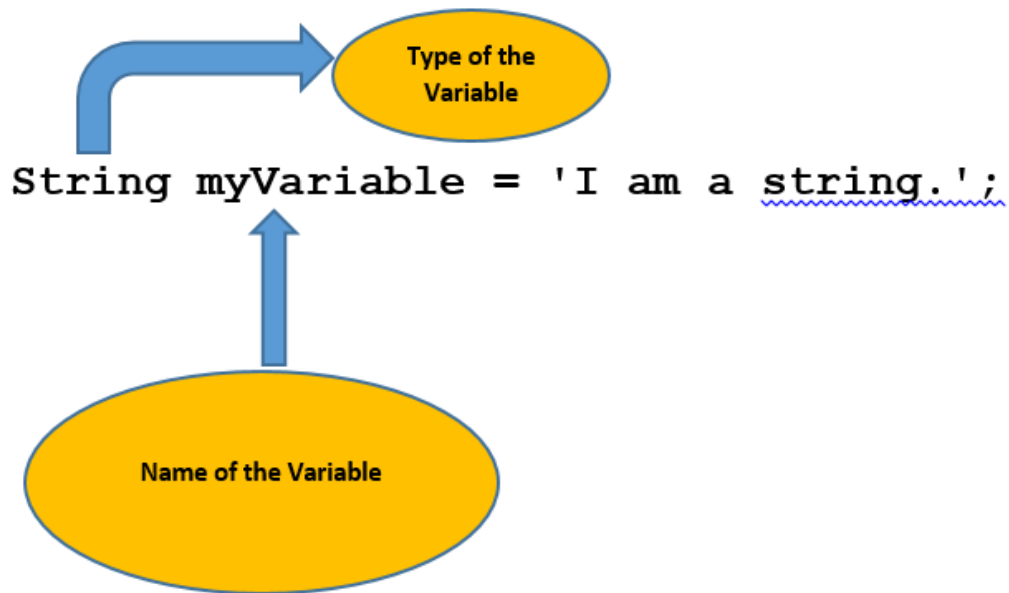 Type of the
Variable
String myVariable = 'I am a string.';
Name of the Variable